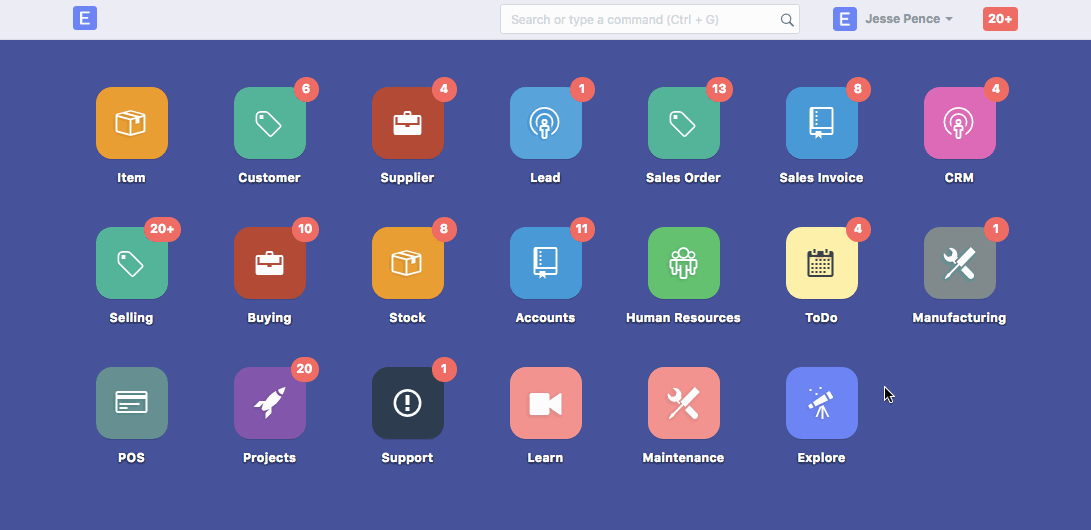 E Search or type a command (Ctrl + G) E Jesse Pence 20+
6 4 1 13 8 4
Item Customer Supplier Lead Sales Order Sales Invoice CRM
20+ 10 8 11 4 1
Selling Buying Stock Accounts Human Resources ToDo Manufacturing
20 1
POS Projects Support Learn Maintenance Explore